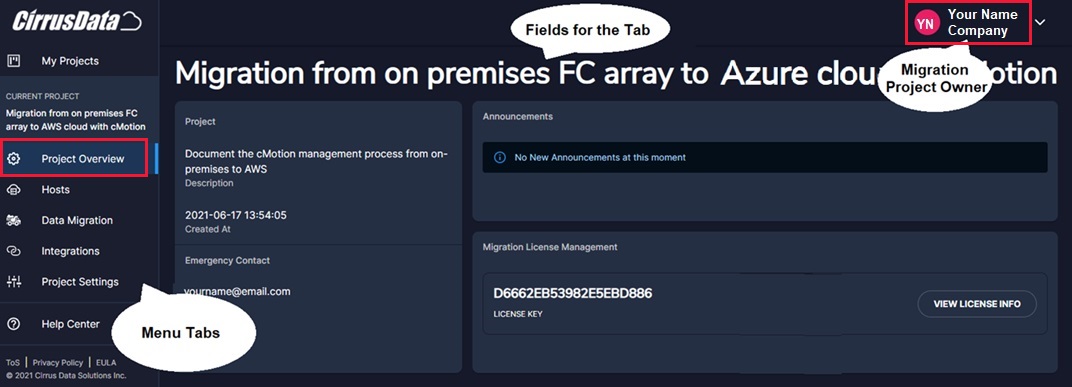 CirrusData
My Projects
CURRENT PROJECT
Migration from on premises FC
array to AWS cloud with cMotion
Project Overview
Hosts
Data Migration
Integrations
Project Settings
Help Center
ToS | Privacy Policy | EULA
© 2021 Cirrus Data Solutions Inc.
Menu Tabs
Fields for the Tab
YN
Your Name
Company
Migration
Project Owner
Migration from on premises FC array to Azure cloud otion
Project
Document the cMotion management process from on-
premises to AWS
Description
2021-06-17 13:54:05
Created At
Emergency Contact
yourname@email.com
Announcements
No New Announcements at this moment
Migration License Management
D6662EB53982E5EBD886
LICENSE KEY
VIEW LICENSE INFO